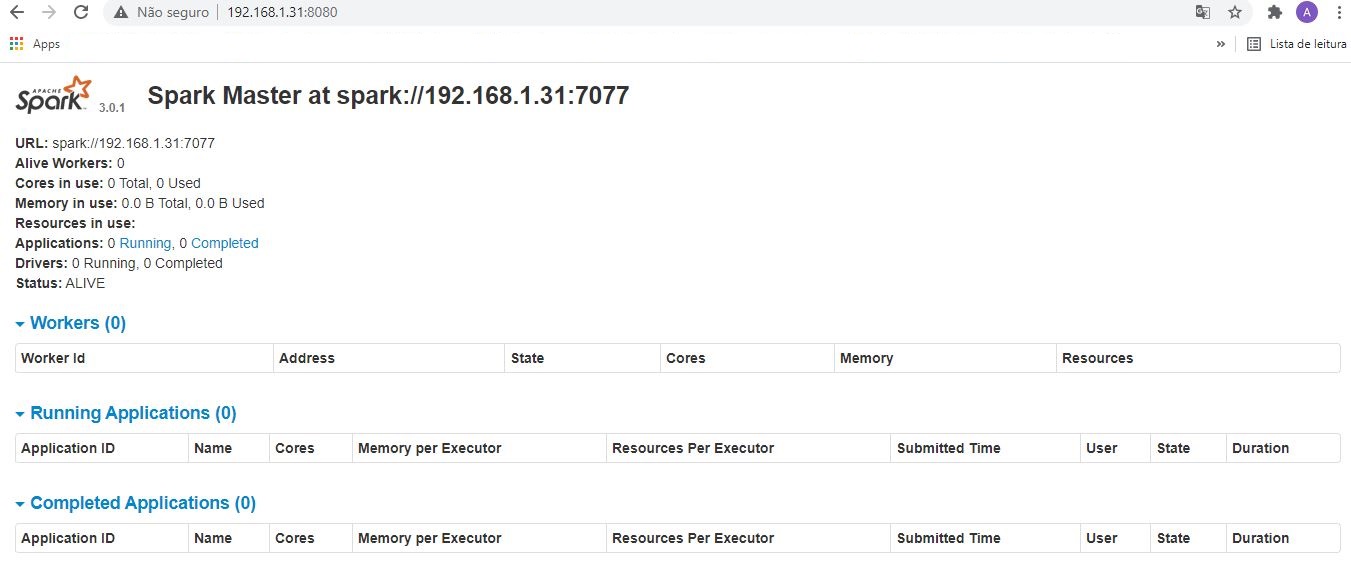 Não seguro 192.168.1.31:8080 A
Apps » Lista de leitura
APACHE Spark 3.0.1 Spark Master at spark://192.168.1.31:7077
URL: spark://192.168.1.31:7077
Alive Workers: 0
Cores in use: 0 Total, 0 Used
Memory in use: 0.0 B Total, 0.0 B Used
Resources in use:
Applications: 0 Running, 0 Completed
Drivers: 0 Running, 0 Completed
Status: ALIVE
Workers (0)
Worker Id Address State Cores Memory Resources
Running Applications (0)
Application ID Name Cores Memory per Executor Resources Per Executor Submitted Time User State Duration
Completed Applications (0)
Application ID Name Cores Memory per Executor Resources Per Executor Submitted Time User State Duration